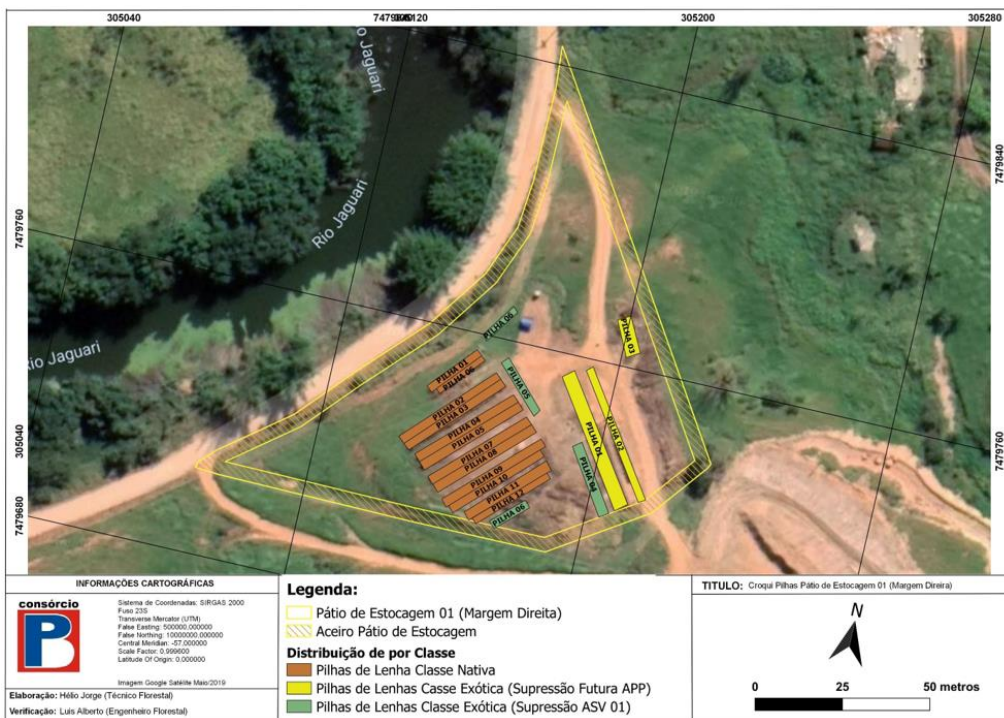 305040
7479120
305200
305280
Rio Jaguari
Rio Jaguari
Rio Jaguari
7479840
7479760
7479760
305040
7479680
PILHA 06
PILHA 03
PILHA 01
PILHA 06
PILHA 05
PILHA 02
PILHA 03
PILHA 04
PILHA 05
PILHA 02
PILHA 07
PILHA 08
PILHA 09
PILHA 10
PILHA 11
PILHA 12
PILHA 06
INFORMAÇÕES CARTOGRÁFICAS
consórcio
PB
Sistema de Coordenadas: SIRGAS 2000
Fuso 23S
Transverse Mercator (UTM)
False Easting: 500000,000000
False Northing: 10000000,000000
Central Meridian: -57,000000
Scale Factor: 0,999600
Latitude Of Origin: 0,000000
Imagem Google Satélite Maio/2019
Elaboração: Hélio Jorge (Técnico Florestal)
Verificação: Luis Alberto (Engenheiro Florestal)
Legenda:
Pátio de Estocagem 01 (Margem Direita)
Aceiro Pátio de Estocagem
Distribuição de por Classe
Pilhas de Lenha Classe Nativa
Pilhas de Lenhas Casse Exótica (Supressão Futura APP)
Pilhas de Lenhas Classe Exótica (Supressão ASV 01)
TITULO: Croqui Pilhas Pátio de Estocagem 01 (Margem Direira)
N
0 25 50 metros